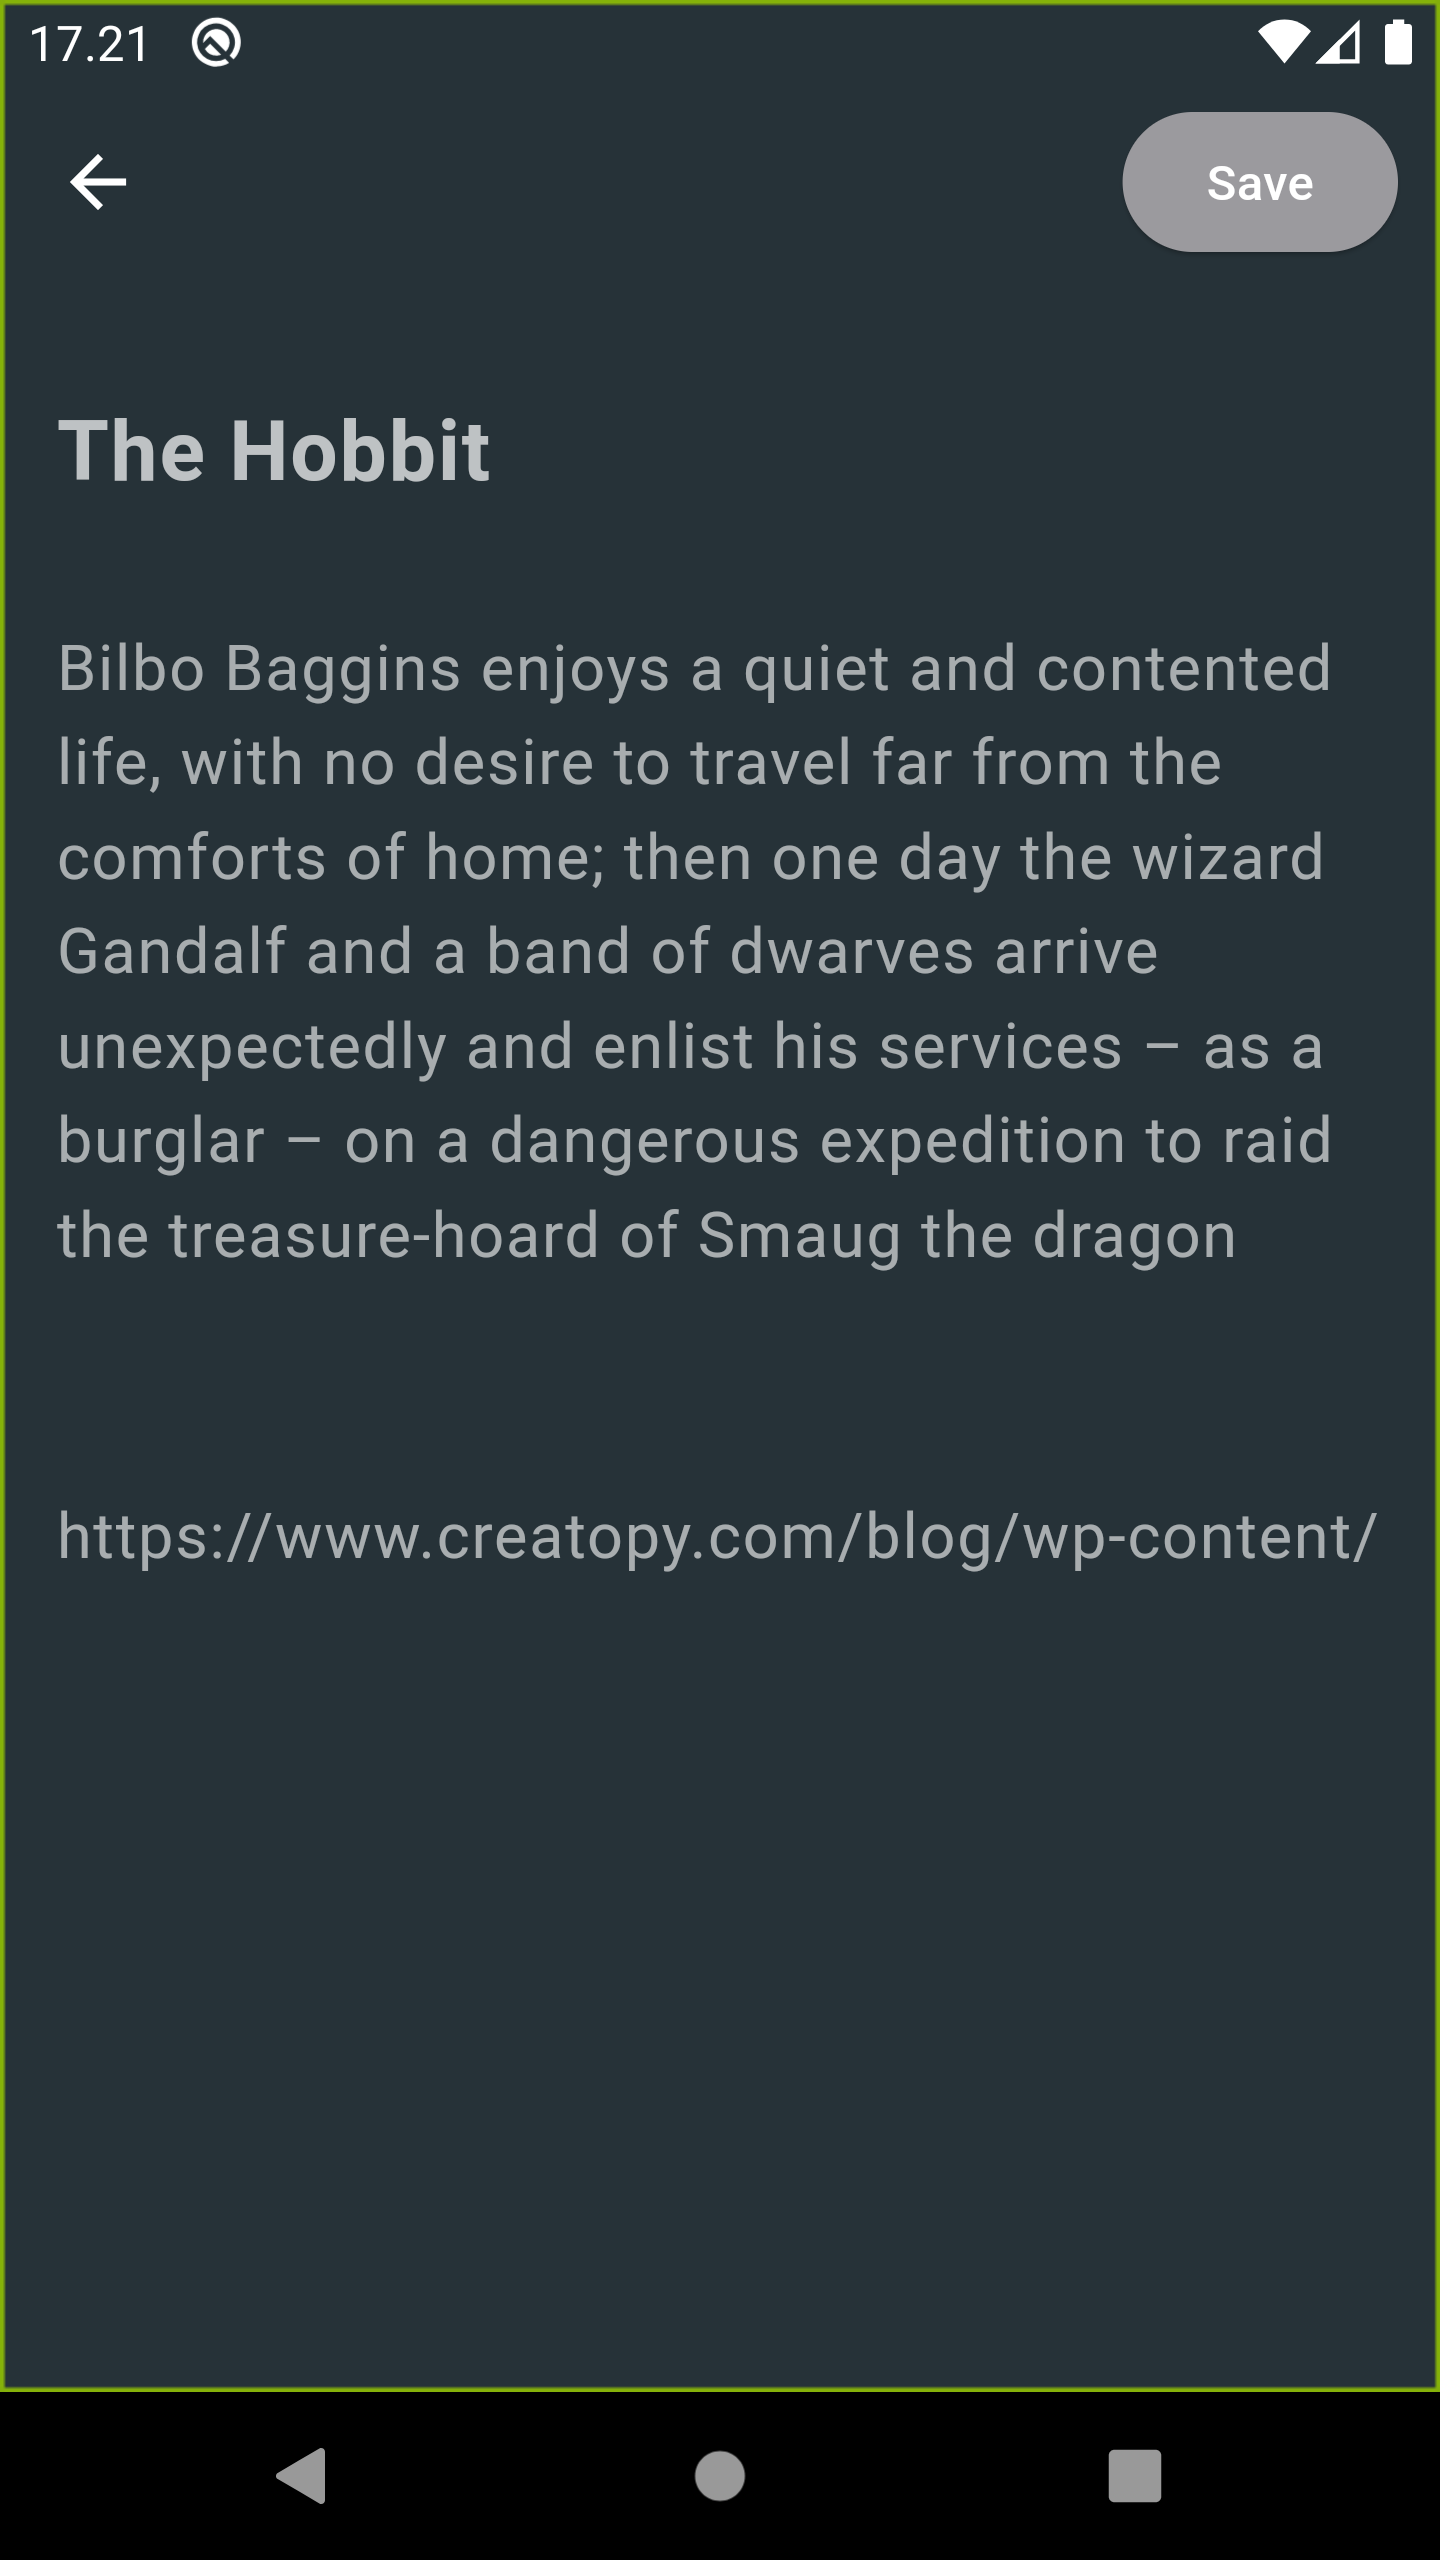 17.21
Save
The Hobbit
Bilbo Baggins enjoys a quiet and contented
life, with no desire to travel far from the
comforts of home; then one day the wizard
Gandalf and a band of dwarves arrive
unexpectedly and enlist his services – as a
burglar – on a dangerous expedition to raid
the treasure-hoard of Smaug the dragon
https://www.creatopy.com/blog/wp-content/